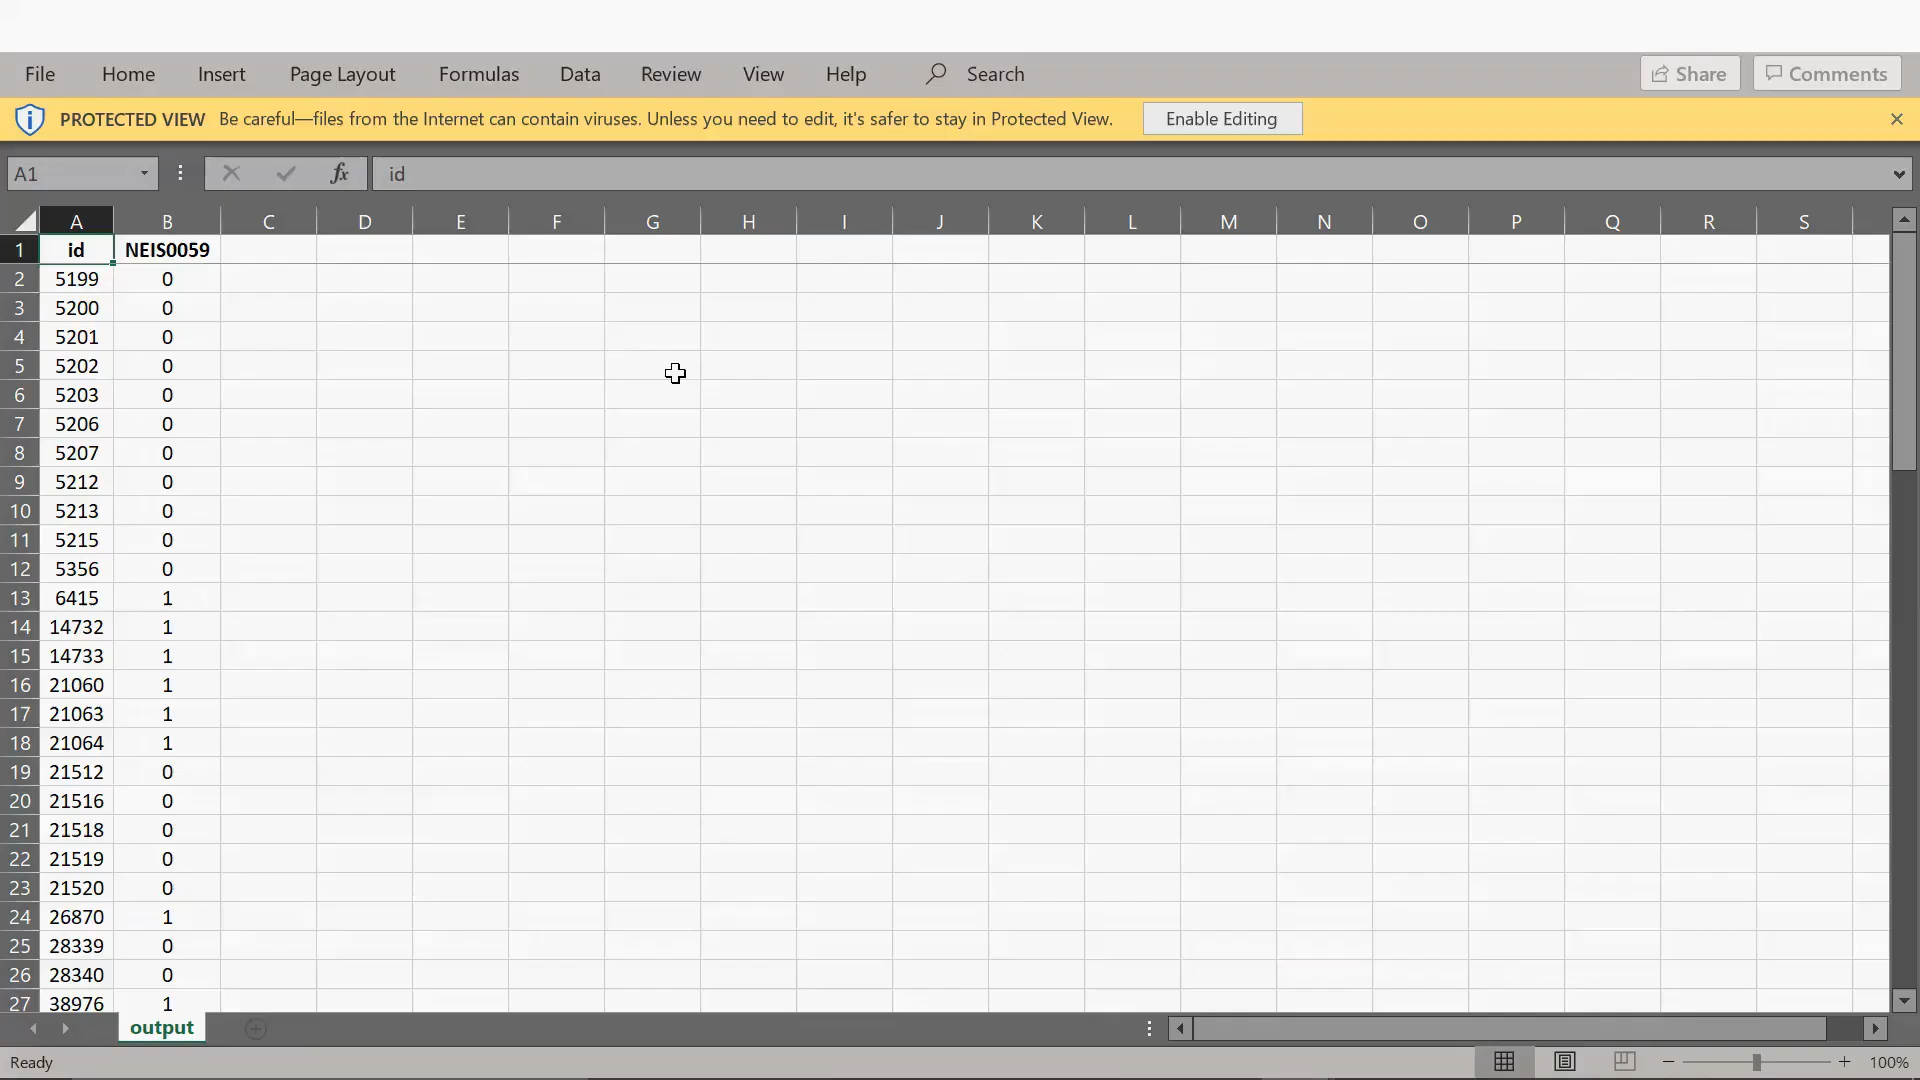 File Home Insert Page Layout Formulas Data Review View Help Search Share Comments
PROTECTED VIEW Be careful—files from the Internet can contain viruses. Unless you need to edit, it's safer to stay in Protected View. Enable Editing
A1 fx id
A B C D E F G H I J K L M N O P Q R S
1 id NEIS0059
2 5199 0
3 5200 0
4 5201 0
5 5202 0
6 5203 0
7 5206 0
8 5207 0
9 5212 0
10 5213 0
11 5215 0
12 5356 0
13 6415 1
14 14732 1
15 14733 1
16 21060 1
17 21063 1
18 21064 1
19 21512 0
20 21516 0
21 21518 0
22 21519 0
23 21520 0
24 26870 1
25 28339 0
26 28340 0
27 38976 1
output
Ready 100%